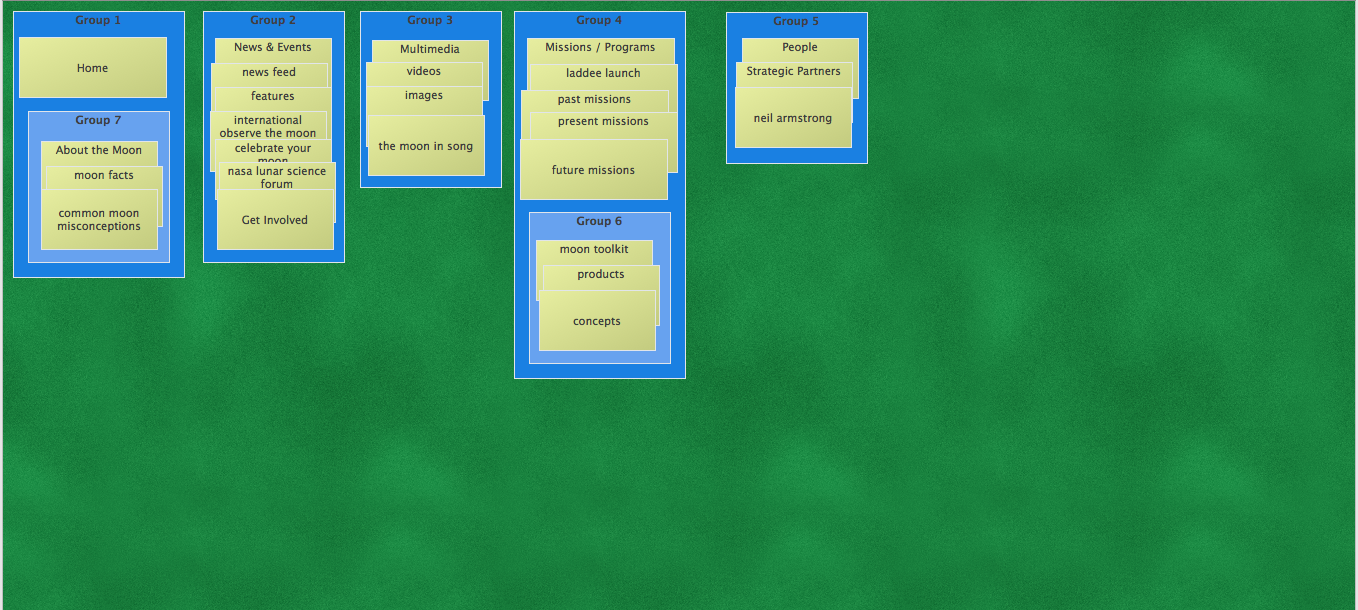 Group 1
Home
Group 7
About the Moon
moon facts
common moon
misconceptions
Group 2
News & Events
news feed
features
international
observe the moon
celebrate your
moon
nasa lunar science
forum
Get Involved
Group 3
Multimedia
videos
images
the moon in song
Group 4
Missions / Programs
laddee launch
past missions
present missions
future missions
Group 6
moon toolkit
products
concepts
Group 5
People
Strategic Partners
neil armstrong